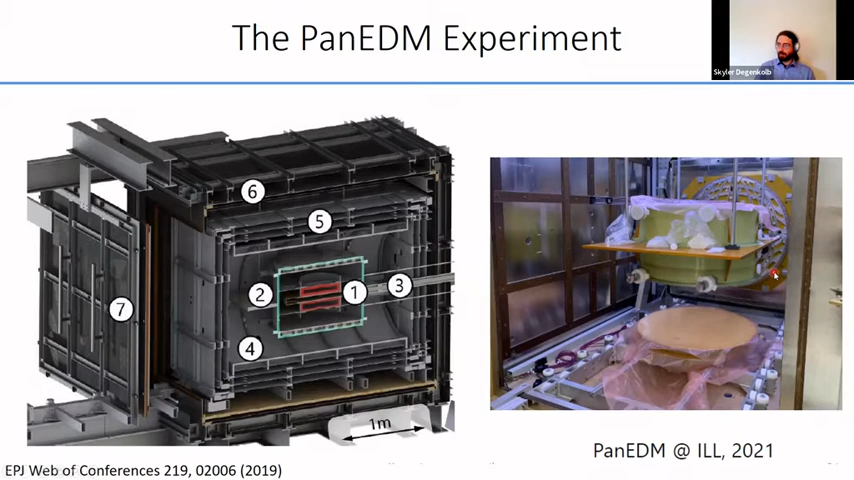 The PanEDM Experiment
Skyler Degenkolb
6
5
2
1
3
7
4
1m
PanEDM @ ILL, 2021
EPJ Web of Conferences 219, 02006 (2019)